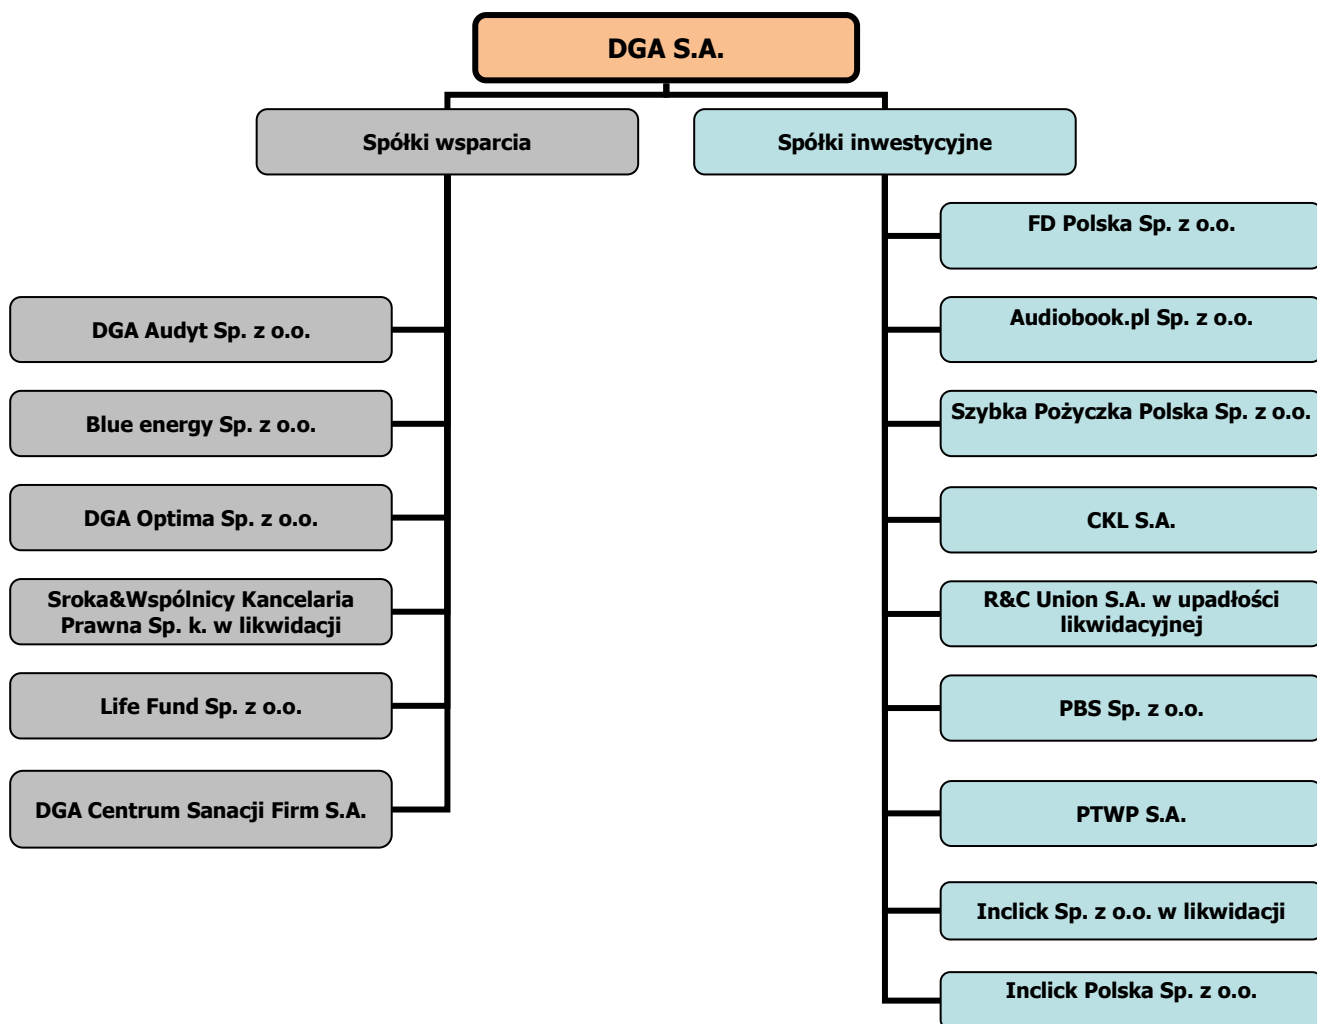 DGA S.A.
Spółki wsparcia
Spółki inwestycyjne
DGA Audyt Sp. z o.o.
Blue energy Sp. z o.o.
DGA Optima Sp. z o.o.
Sroka&Wspólnicy Kancelaria
Prawna Sp. k. w likwidacji
Life Fund Sp. z o.o.
DGA Centrum Sanacji Firm S.A.
FD Polska Sp. z o.o.
Audiobook.pl Sp. z o.o.
Szybka Pożyczka Polska Sp. z o.o.
CKL S.A.
R&C Union S.A. w upadłości
likwidacyjnej
PBS Sp. z o.o.
PTWP S.A.
Inclick Sp. z o.o. w likwidacji
Inclick Polska Sp. z o.o.